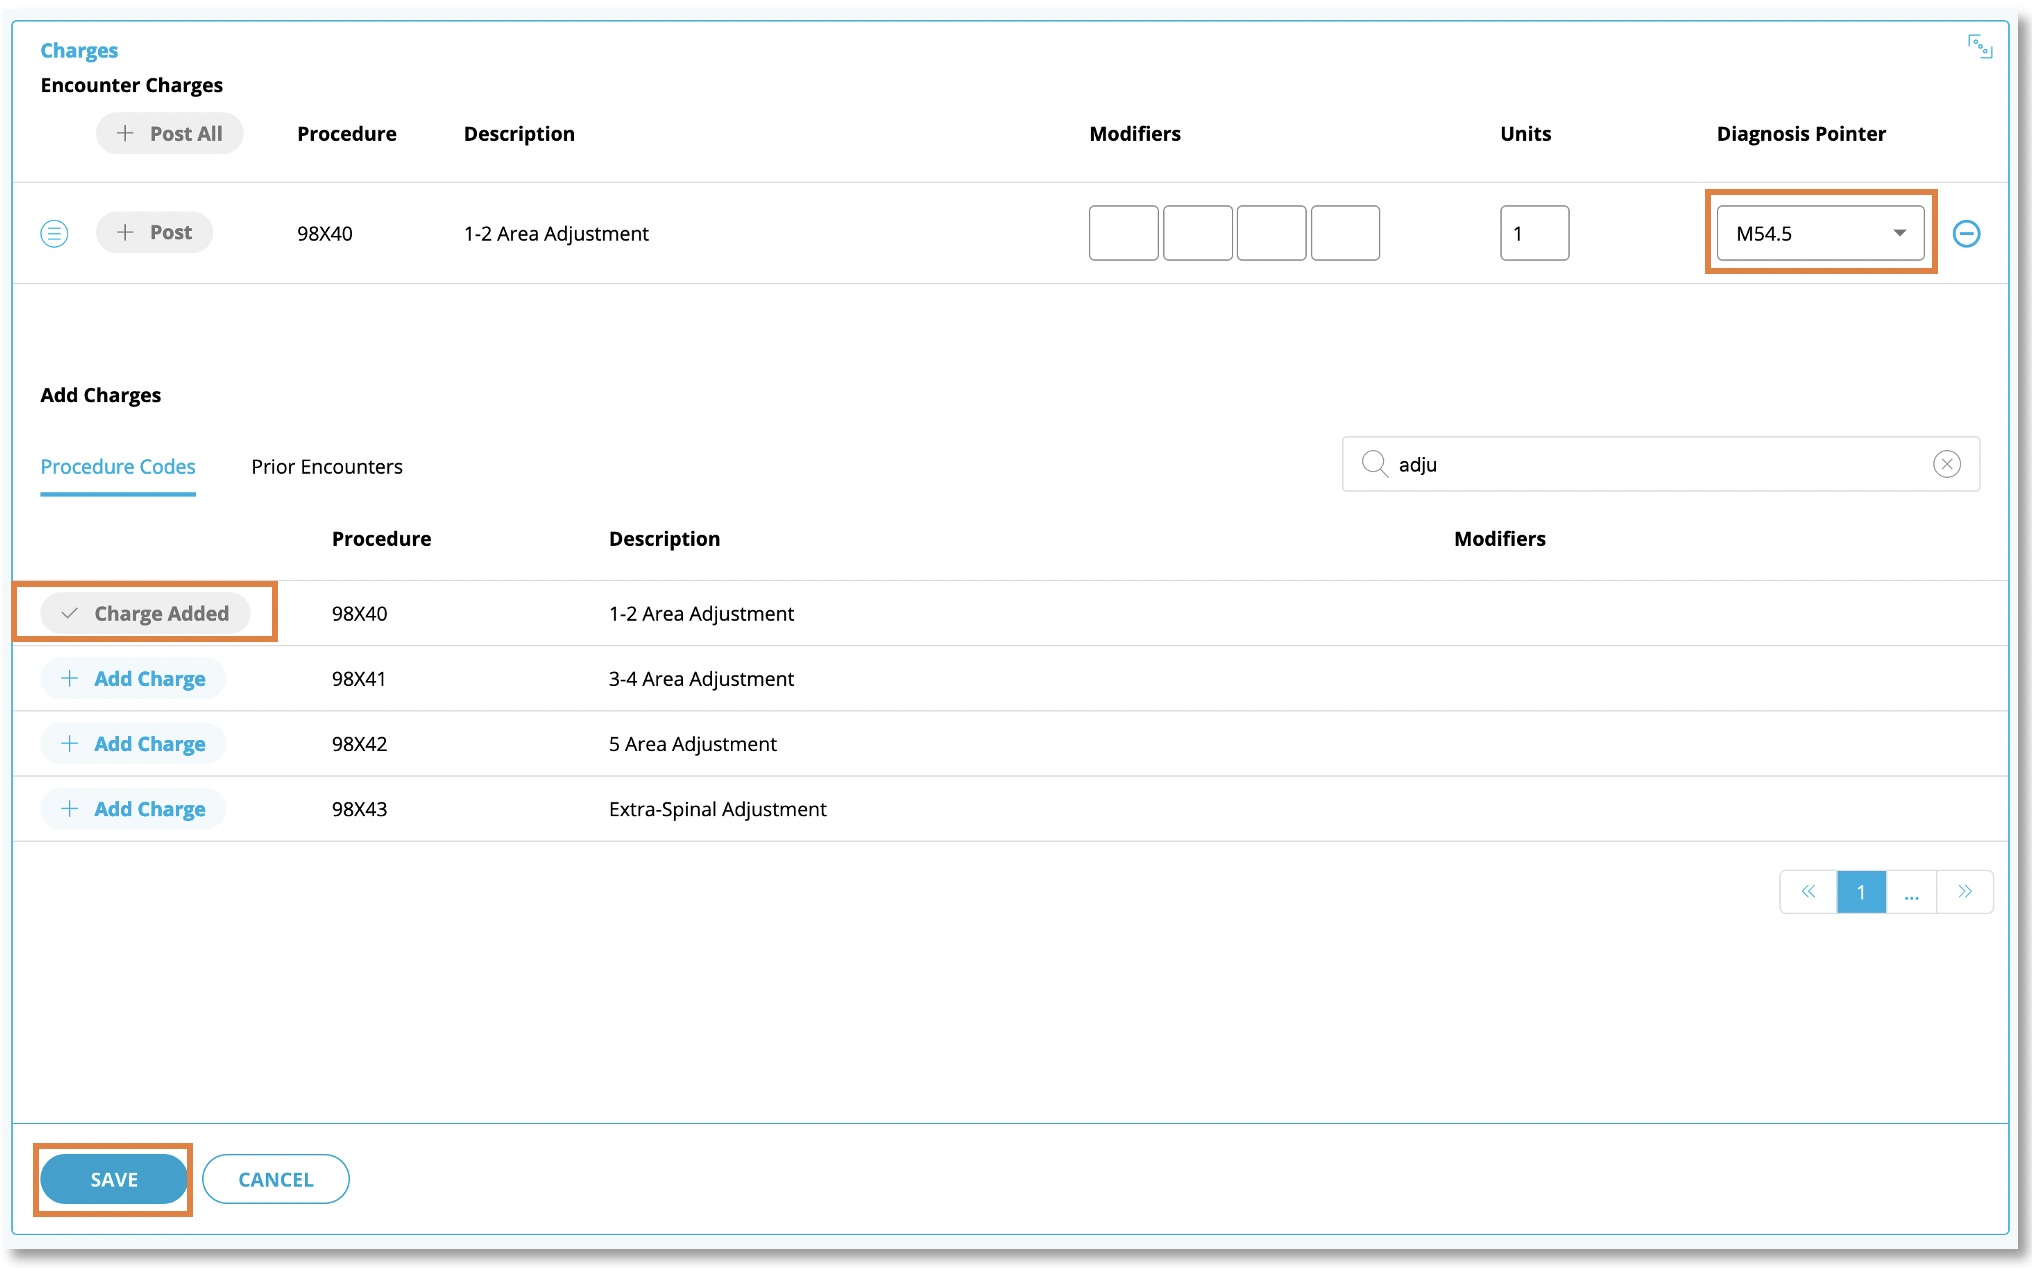 Charges
Encounter Charges
Post All Procedure Description Modifiers Units Diagnosis Pointer
Post 98X40 1-2 Area Adjustment 1 M54.5
Add Charges
Procedure Codes Prior Encounters adju
Procedure Description Modifiers
Charge Added 98X40 1-2 Area Adjustment
Add Charge 98X41 3-4 Area Adjustment
Add Charge 98X42 5 Area Adjustment
Add Charge 98X43 Extra-Spinal Adjustment
« 1 ... »
SAVE CANCEL